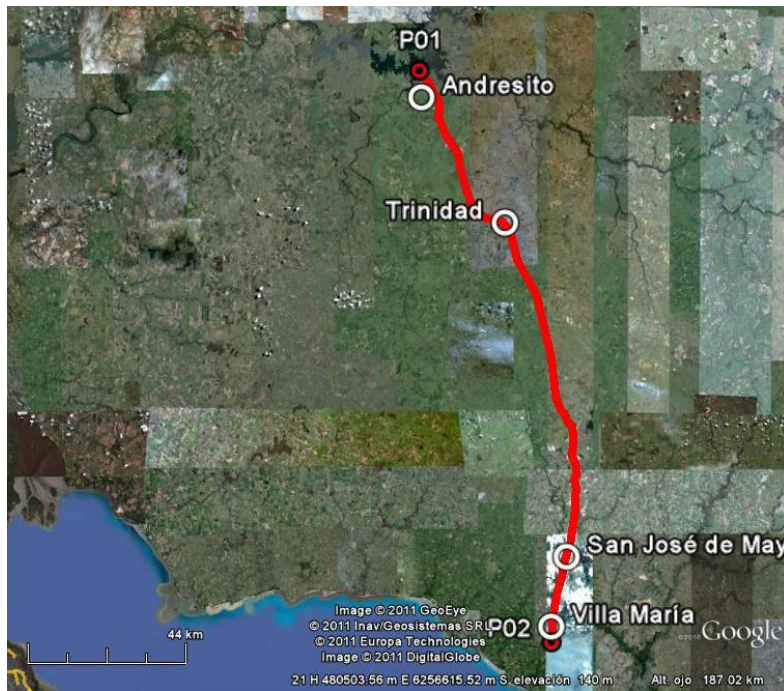 P01
Andresito
Trinidad
San José de May
Villa María
P02
Image © 2011 GeoEye
© 2011 Inav/Geosistemas SRL
© 2011 Europa Technologies
Image © 2011 DigitalGlobe
44 km
©2010 Google
21 H 480503.56 m E 6256615.52 m S elevación 140 m Alt. ojo 187.02 km